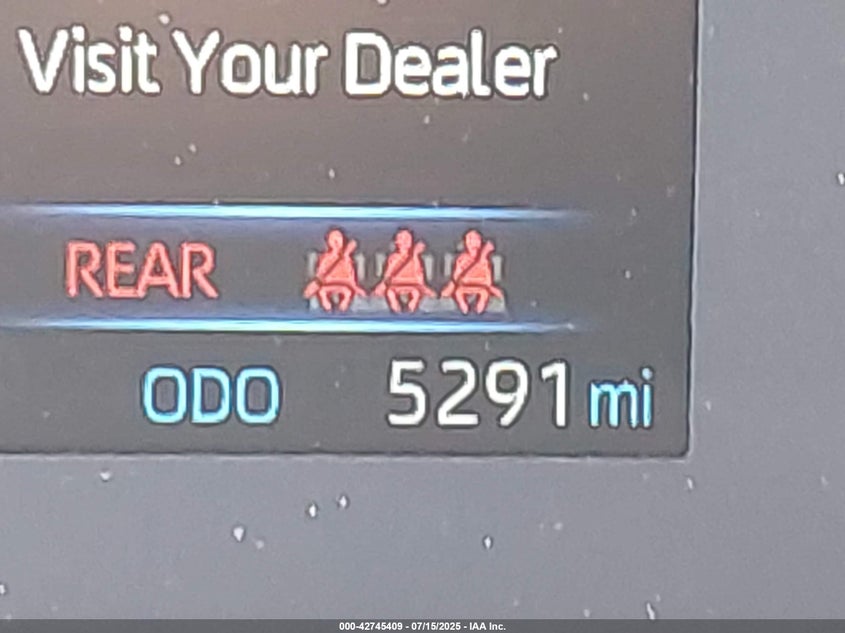 Visit Your Dealer
REAR
ODO 5291 mi
000-42745409 - 07/15/2025 - IAA Inc.